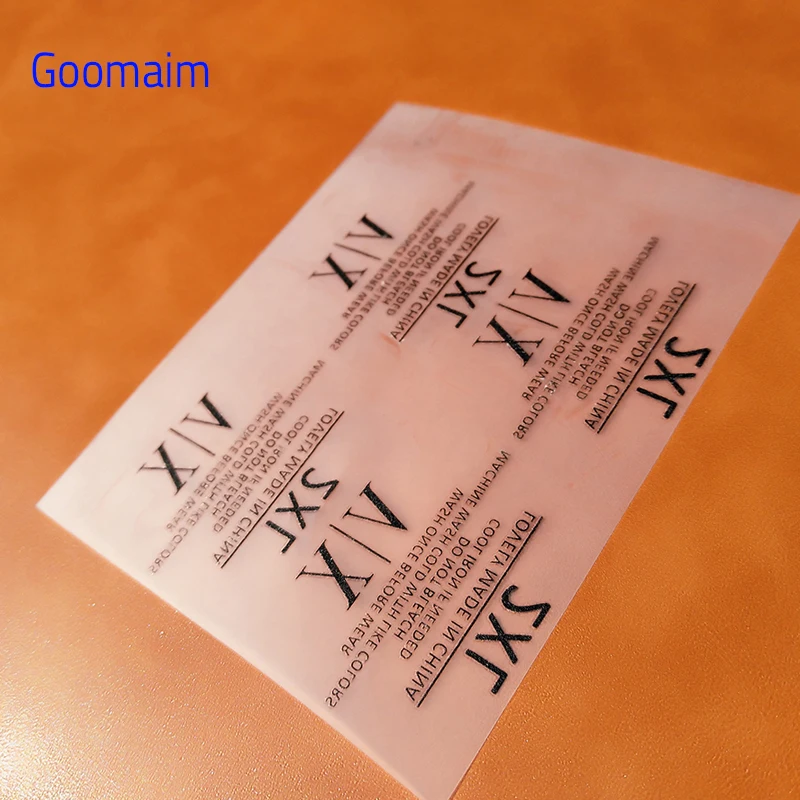 Goomaim
V|X
WASH ONCE BEFORE WEAR
MACHINE WASH COLD WITH LIKE COLORS
DO NOT BLEACH
COOL IRON IF NEEDED
LOVELY MADE IN CHINA
2XL
V|X
WASH ONCE BEFORE WEAR
MACHINE WASH COLD WITH LIKE COLORS
DO NOT BLEACH
COOL IRON IF NEEDED
LOVELY MADE IN CHINA
2XL
V|X
WASH ONCE BEFORE WEAR
MACHINE WASH COLD WITH LIKE COLORS
DO NOT BLEACH
COOL IRON IF NEEDED
LOVELY MADE IN CHINA
2XL
V|X
WASH ONCE BEFORE WEAR
MACHINE WASH COLD WITH LIKE COLORS
DO NOT BLEACH
COOL IRON IF NEEDED
LOVELY MADE IN CHINA
2XL